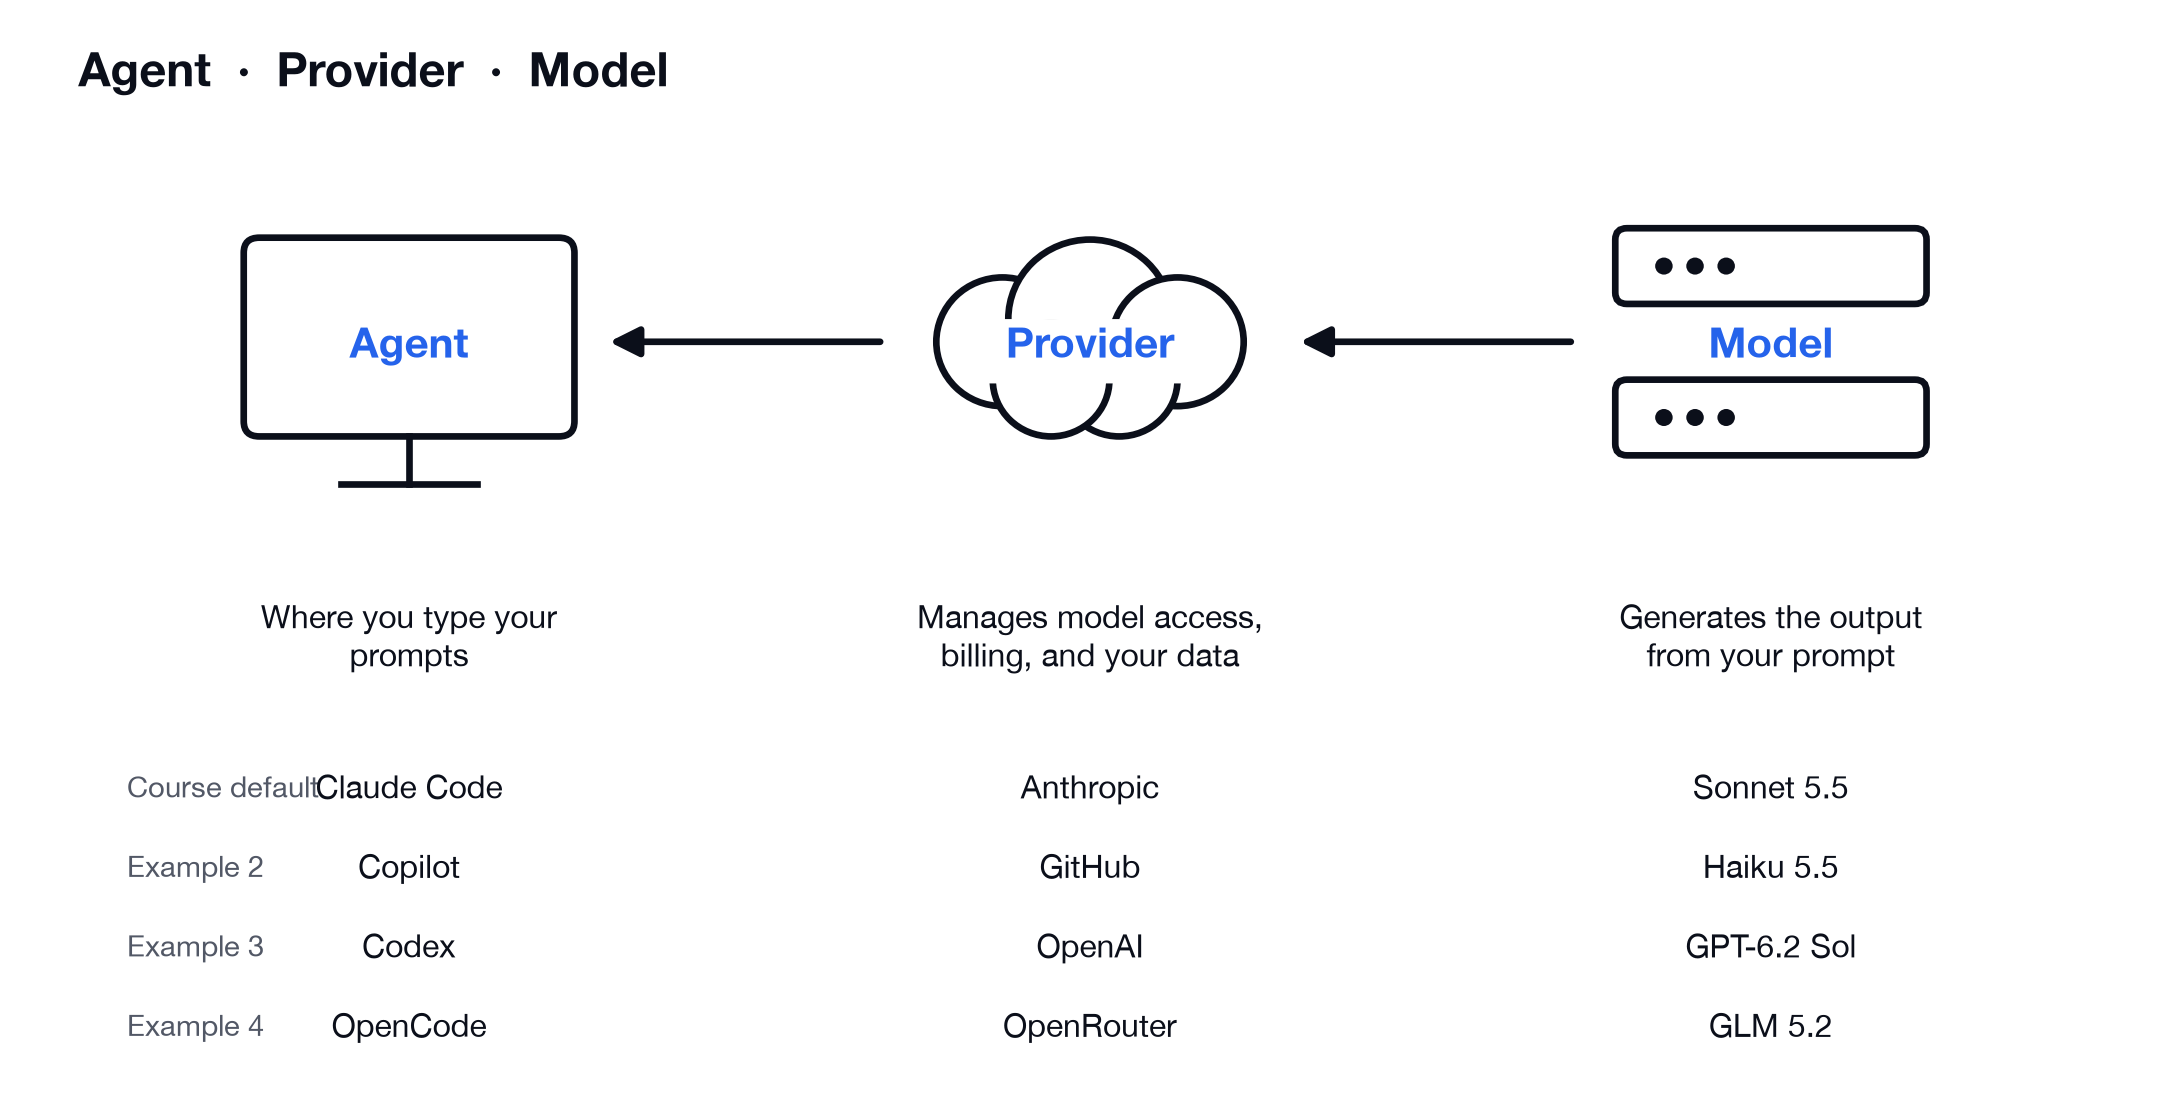 Agent · Provider · Model
Agent
Provider
Model
Where you type your
prompts
Manages model access,
billing, and your data
Generates the output
from your prompt
Course default Claude Code Anthropic Sonnet 5.5
Example 2 Copilot GitHub Haiku 5.5
Example 3 Codex OpenAI GPT-6.2 Sol
Example 4 OpenCode OpenRouter GLM 5.2